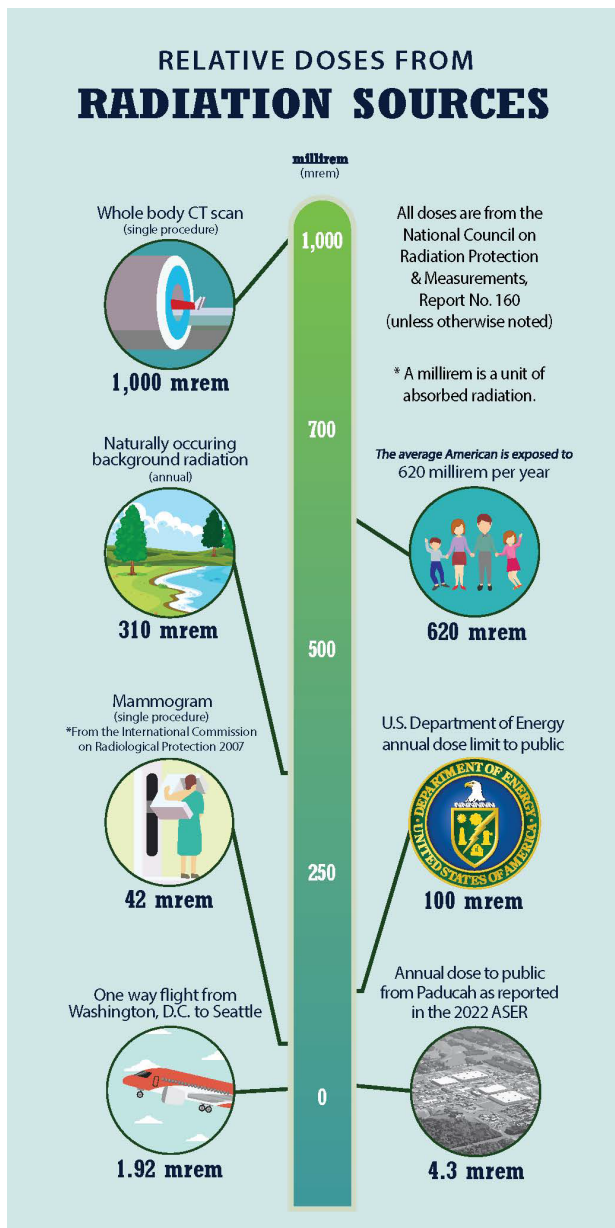 RELATIVE DOSES FROM
RADIATION SOURCES
millirem
(mrem)
Whole body CT scan
(single procedure)
1,000 mrem
1,000
All doses are from the
National Council on
Radiation Protection
& Measurements,
Report No. 160
(unless otherwise noted)
* A millirem is a unit of
absorbed radiation.
700
Naturally occuring
background radiation
(annual)
310 mrem
The average American is exposed to
620 millirem per year
620 mrem
500
Mammogram
(single procedure)
*From the International Commission
on Radiological Protection 2007
42 mrem
U.S. Department of Energy
annual dose limit to public
DEPARTMENT OF ENERGY
UNITED STATES OF AMERICA
100 mrem
250
One way flight from
Washington, D.C. to Seattle
1.92 mrem
Annual dose to public
from Paducah as reported
in the 2022 ASER
4.3 mrem
0